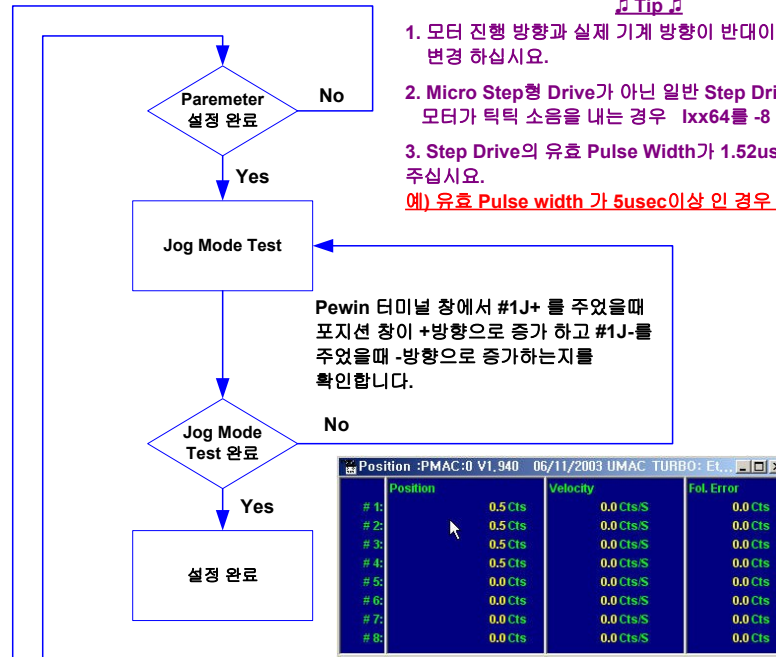 ♫ Tip ♫
1. 모터 진행 방향과 실제 기계 방향이 반대이
변경 하십시요.
2. Micro Step형 Drive가 아닌 일반 Step Dri
모터가 틱틱 소음을 내는 경우 Ixx64를 -8
3. Step Drive의 유효 Pulse Width가 1.52us
주십시요.
예) 유효 Pulse width 가 5usec이상 인 경우
Paremeter
설정 완료
No
Yes
Jog Mode Test
Pewin 터미널 창에서 #1J+ 를 주었을때
포지션 창이 +방향으로 증가 하고 #1J-를
주었을때 -방향으로 증가하는지를
확인합니다.
Jog Mode
Test 완료
No
Yes
설정 완료
Position :PMAC:0 V1.940 06/11/2003 UMAC TURBO: Et...
Position Velocity Fol. Error
# 1: 0.5 Cts 0.0 Cts/S 0.0 Cts
# 2: 0.5 Cts 0.0 Cts/S 0.0 Cts
# 3: 0.5 Cts 0.0 Cts/S 0.0 Cts
# 4: 0.5 Cts 0.0 Cts/S 0.0 Cts
# 5: 0.0 Cts 0.0 Cts/S 0.0 Cts
# 6: 0.0 Cts 0.0 Cts/S 0.0 Cts
# 7: 0.0 Cts 0.0 Cts/S 0.0 Cts
# 8: 0.0 Cts 0.0 Cts/S 0.0 Cts